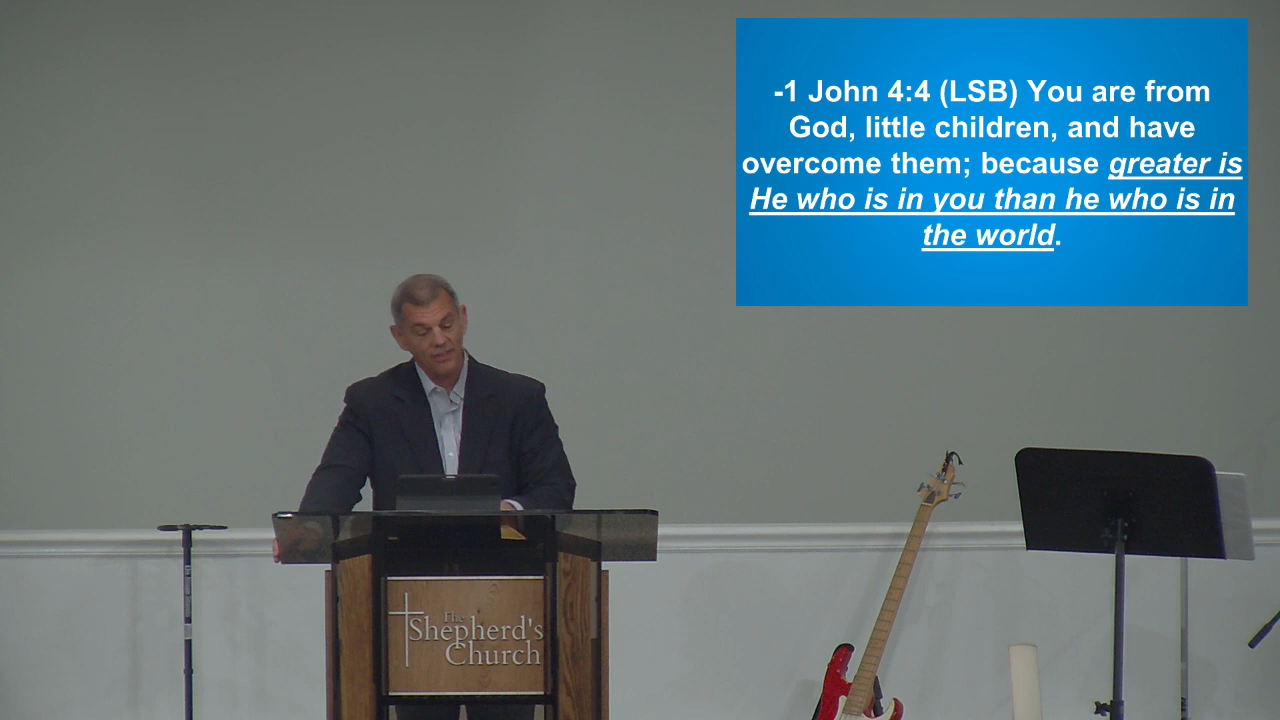 -1 John 4:4 (LSB) You are from
God, little children, and have
overcome them; because greater is
He who is in you than he who is in
the world.
The
Shepherd's
Church